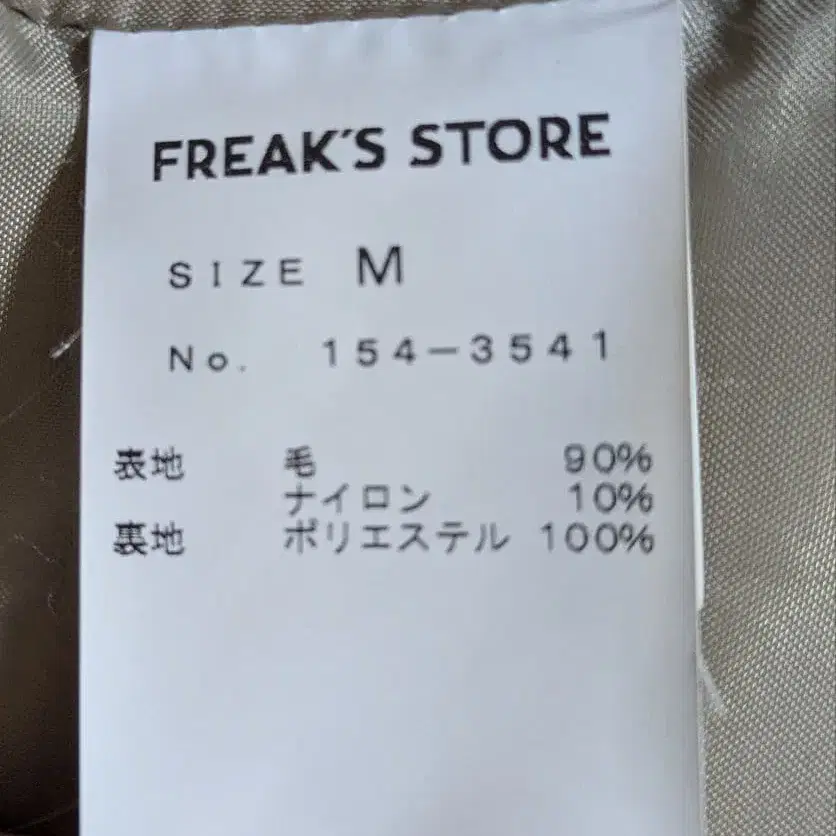 FREAK'S STORE
SIZE M
No. 154-3541
表地 毛 90%
ナイロン 10%
裏地 ポリエステル 100%